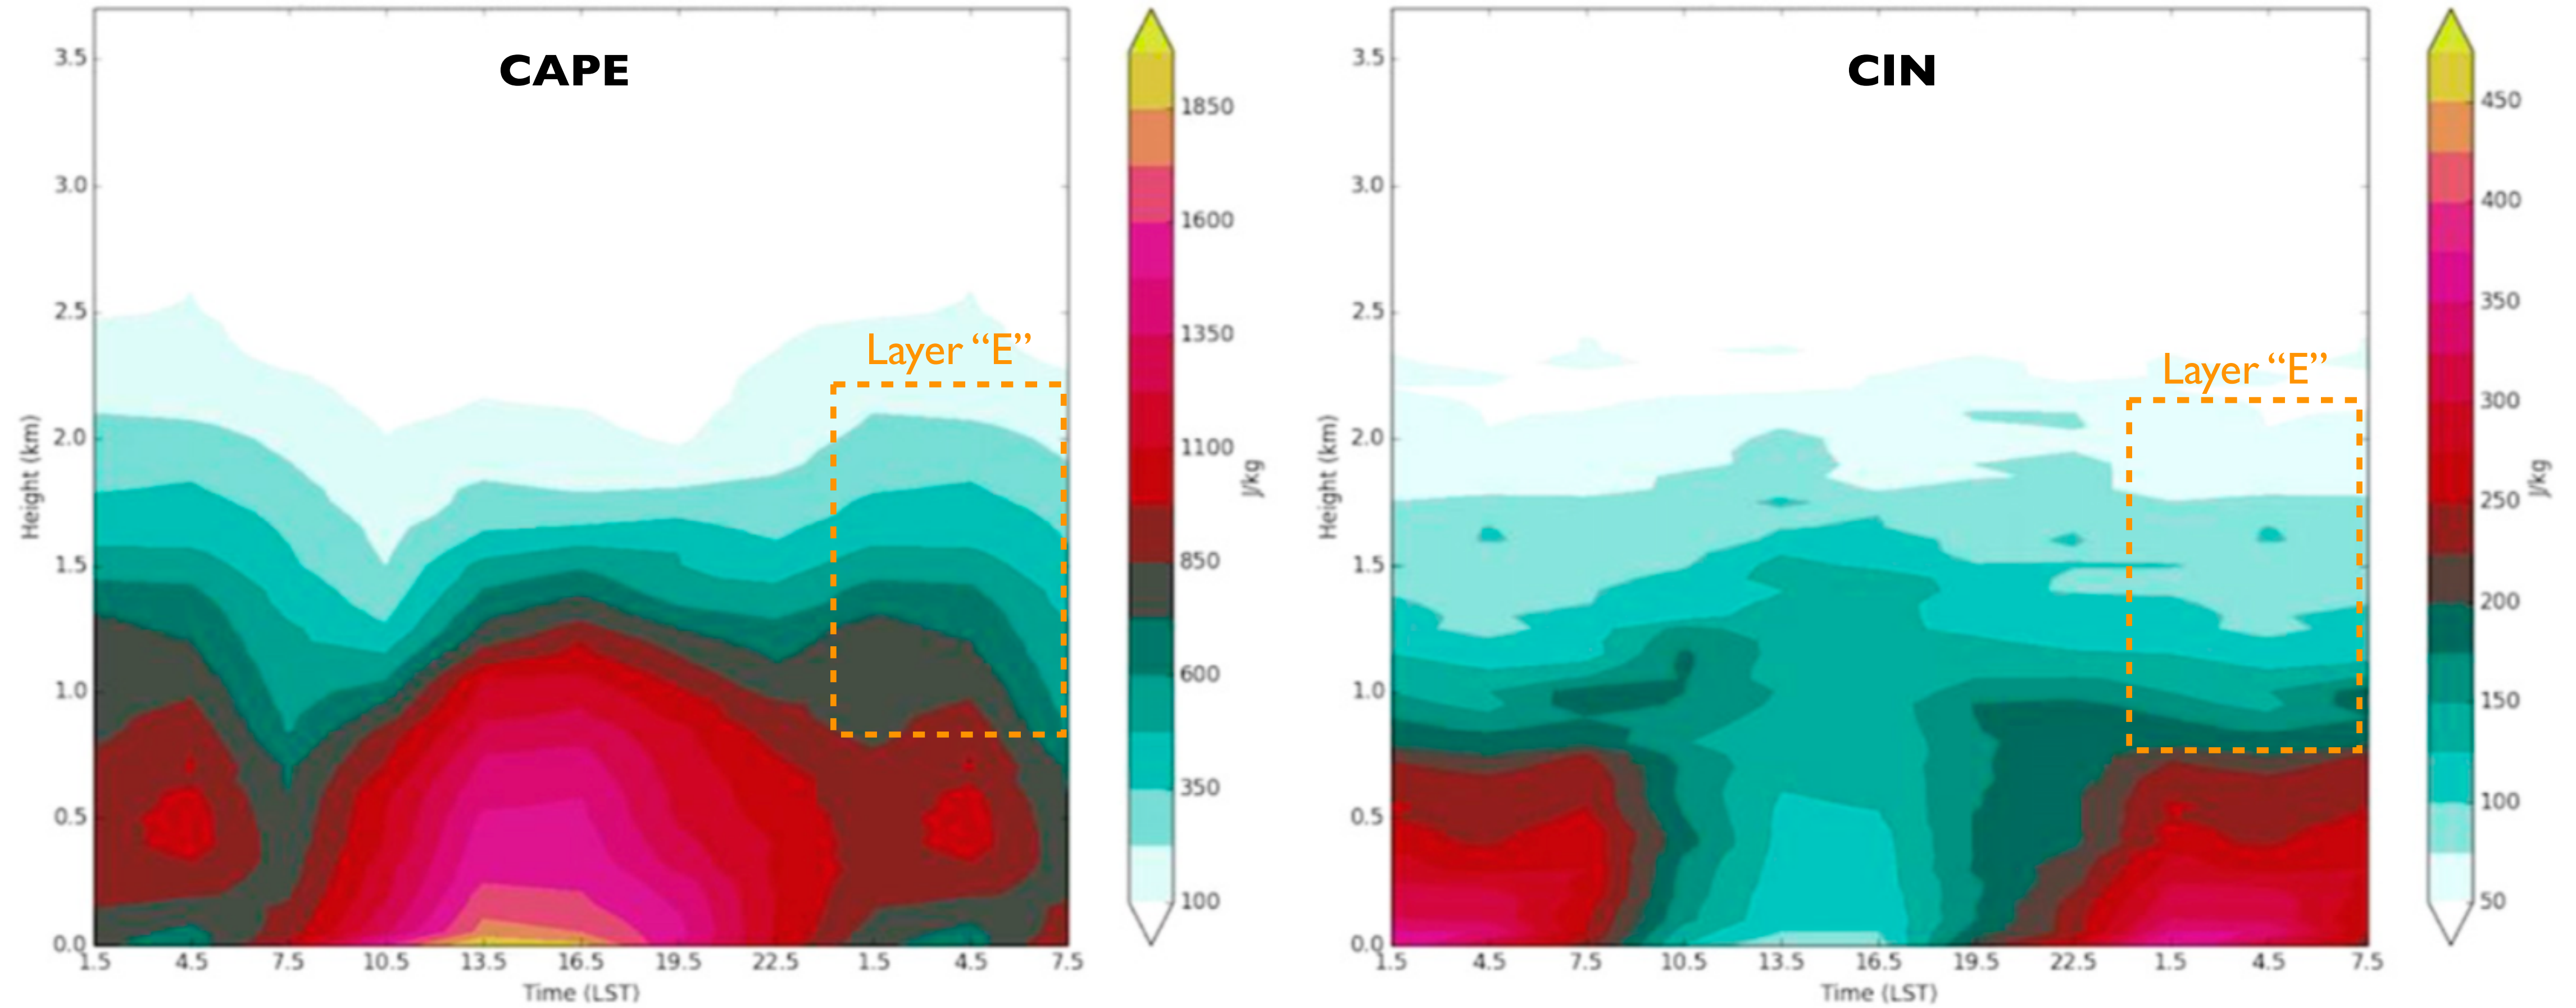 CAPE
3.5
3.0
2.5
2.0
1.5
1.0
0.5
0.0
Height (km)
Layer “E”
1.5 4.5 7.5 10.5 13.5 16.5 19.5 22.5 1.5 4.5 7.5
Time (LST)
1850
1600
1350
1100
850
600
350
100
J/kg
CIN
3.5
3.0
2.5
2.0
1.5
1.0
0.5
0.0
Height (km)
Layer “E”
1.5 4.5 7.5 10.5 13.5 16.5 19.5 22.5 1.5 4.5 7.5
Time (LST)
450
400
350
300
250
200
150
100
50
J/kg